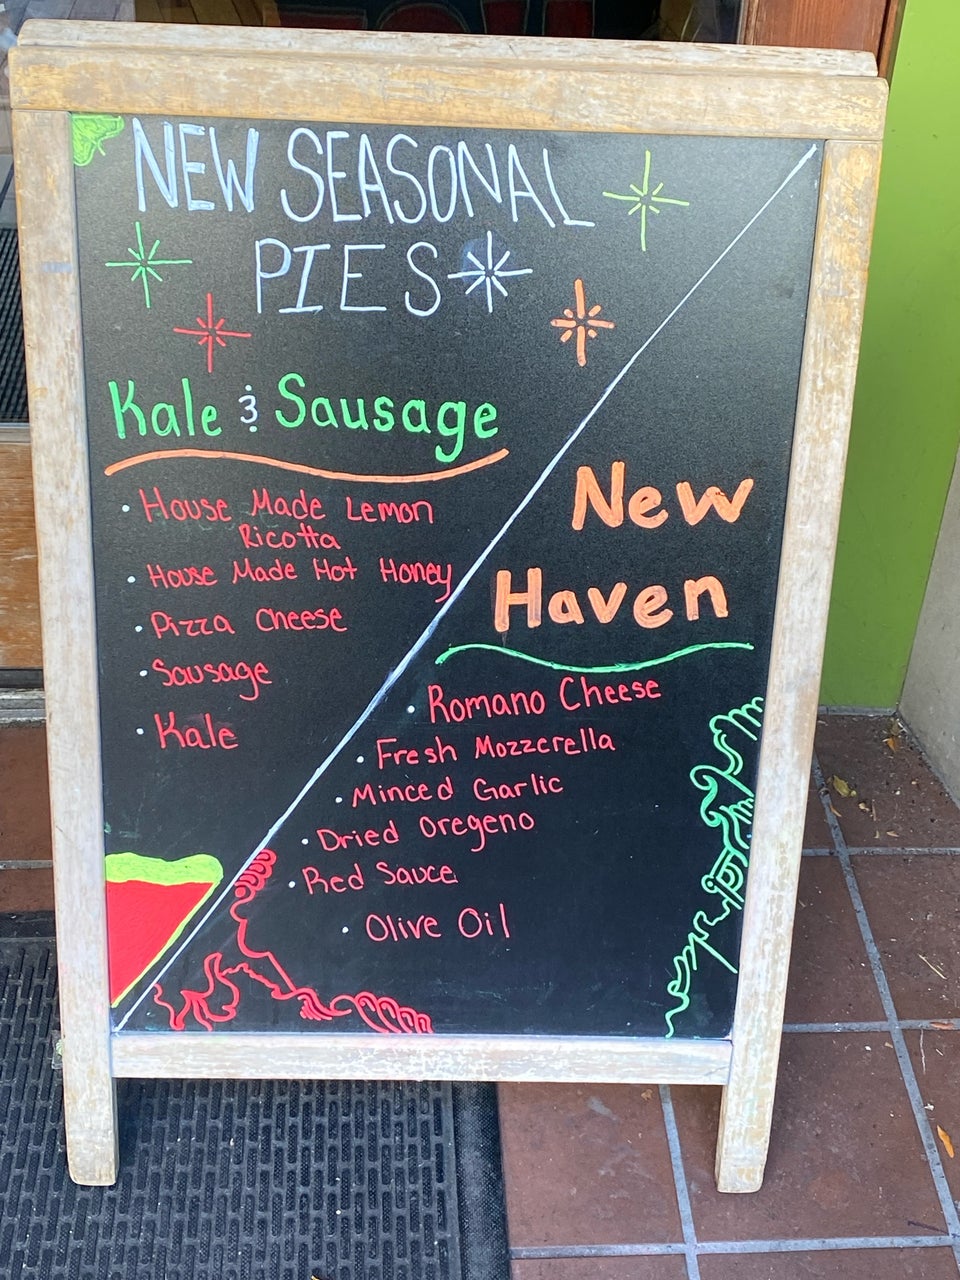 NEW SEASONAL
PIES
Kale & Sausage
• House Made Lemon
Ricotta
• House Made Hot Honey
• Pizza Cheese
• Sausage
• Kale
New
Haven
• Romano Cheese
• Fresh Mozzerella
• Minced Garlic
• Dried Oregeno
• Red Sauce
• Olive Oil